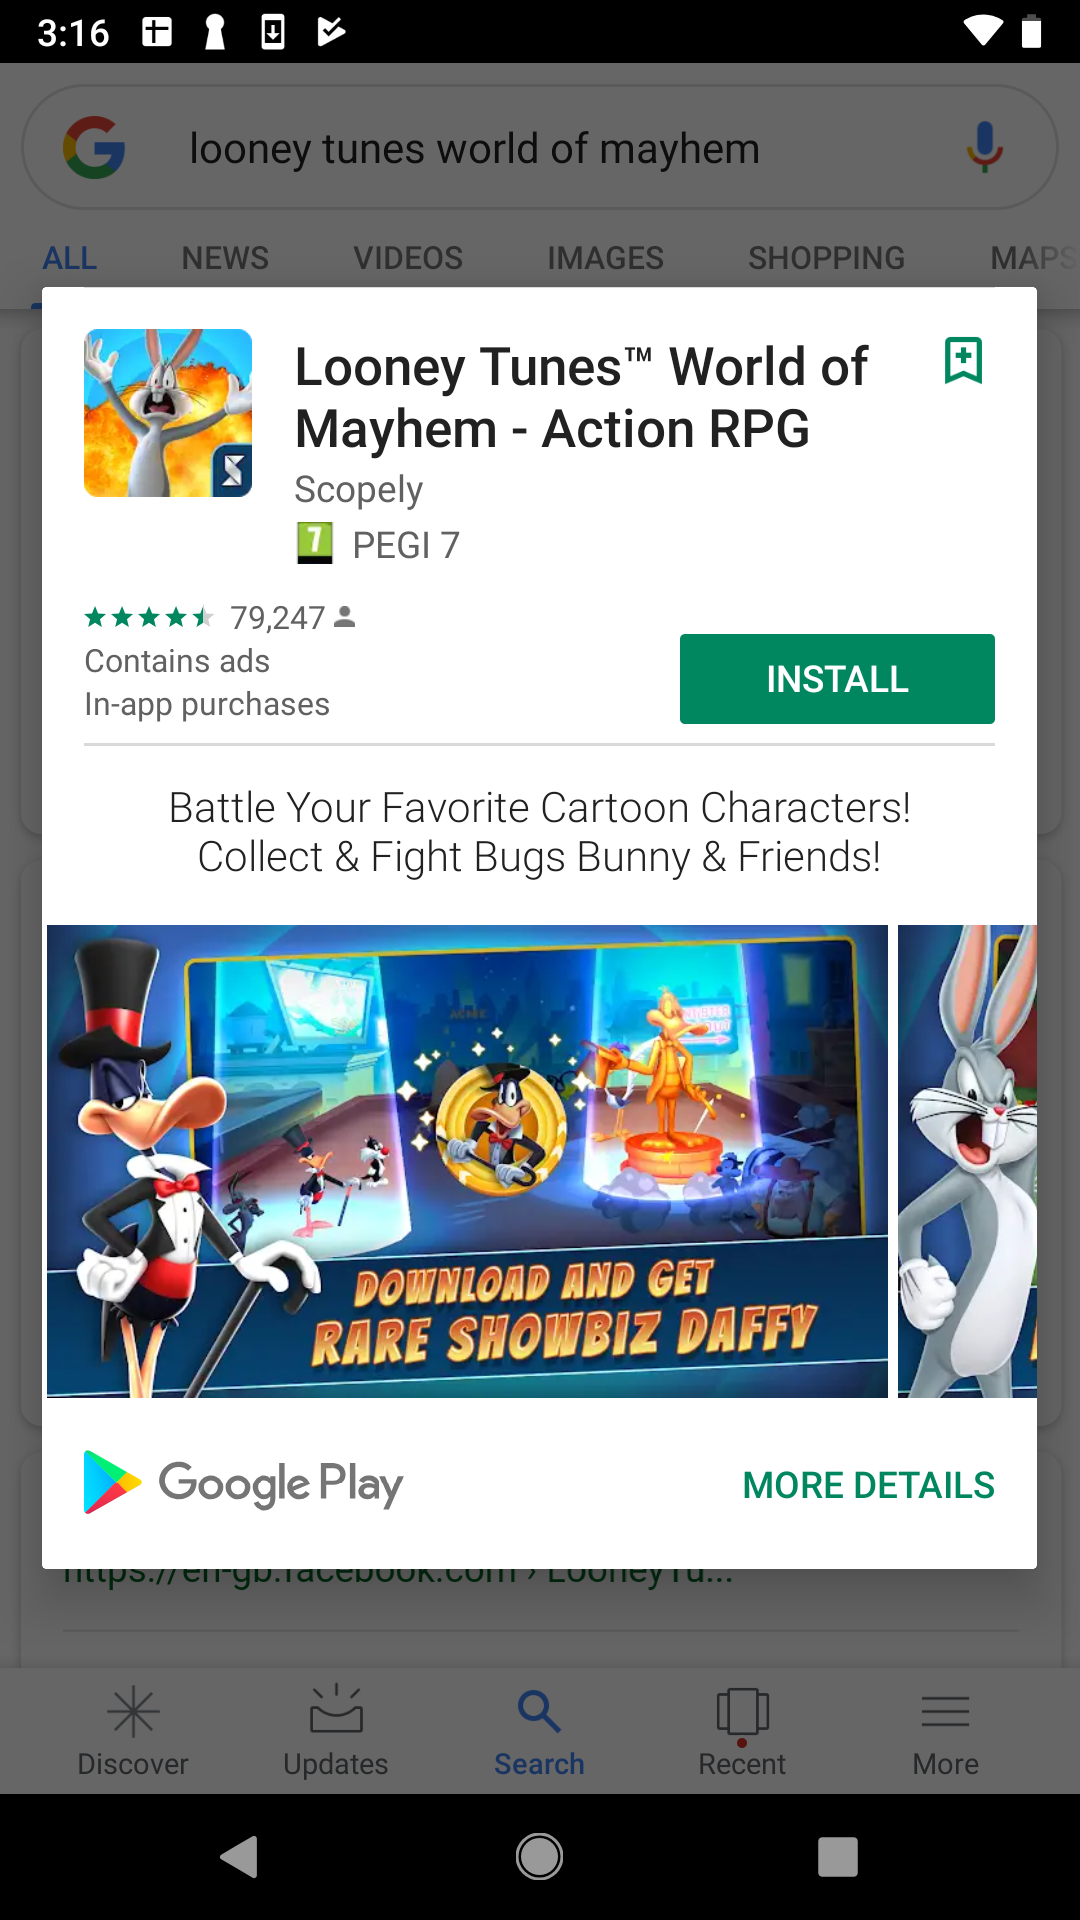 3:16
looney tunes world of mayhem
ALL NEWS VIDEOS IMAGES SHOPPING MAPS
Looney Tunes™ World of
Mayhem - Action RPG
Scopely
7 PEGI 7
79,247
Contains ads
In-app purchases
INSTALL
Battle Your Favorite Cartoon Characters!
Collect & Fight Bugs Bunny & Friends!
DOWNLOAD AND GET
RARE SHOWBIZ DAFFY
Google Play
MORE DETAILS
https://en-gb.facebook.com › LooneyTu...
Discover Updates Search Recent More